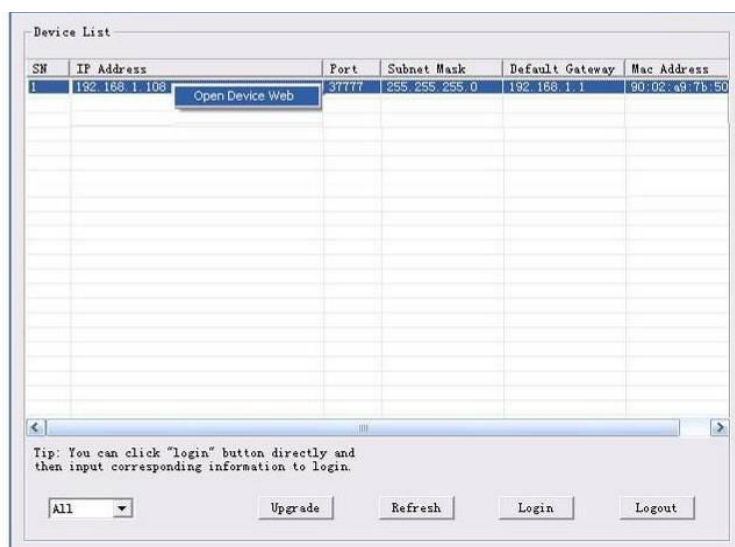 Device List
SN IP Address Port Subnet Mask Default Gateway Mac Address
1 192.168.1.108 37777 255.255.255.0 192.168.1.1 90:02:a9:7b:50
Open Device Web
Tip: You can click "login" button directly and
then input corresponding information to login.
All Upgrade Refresh Login Logout